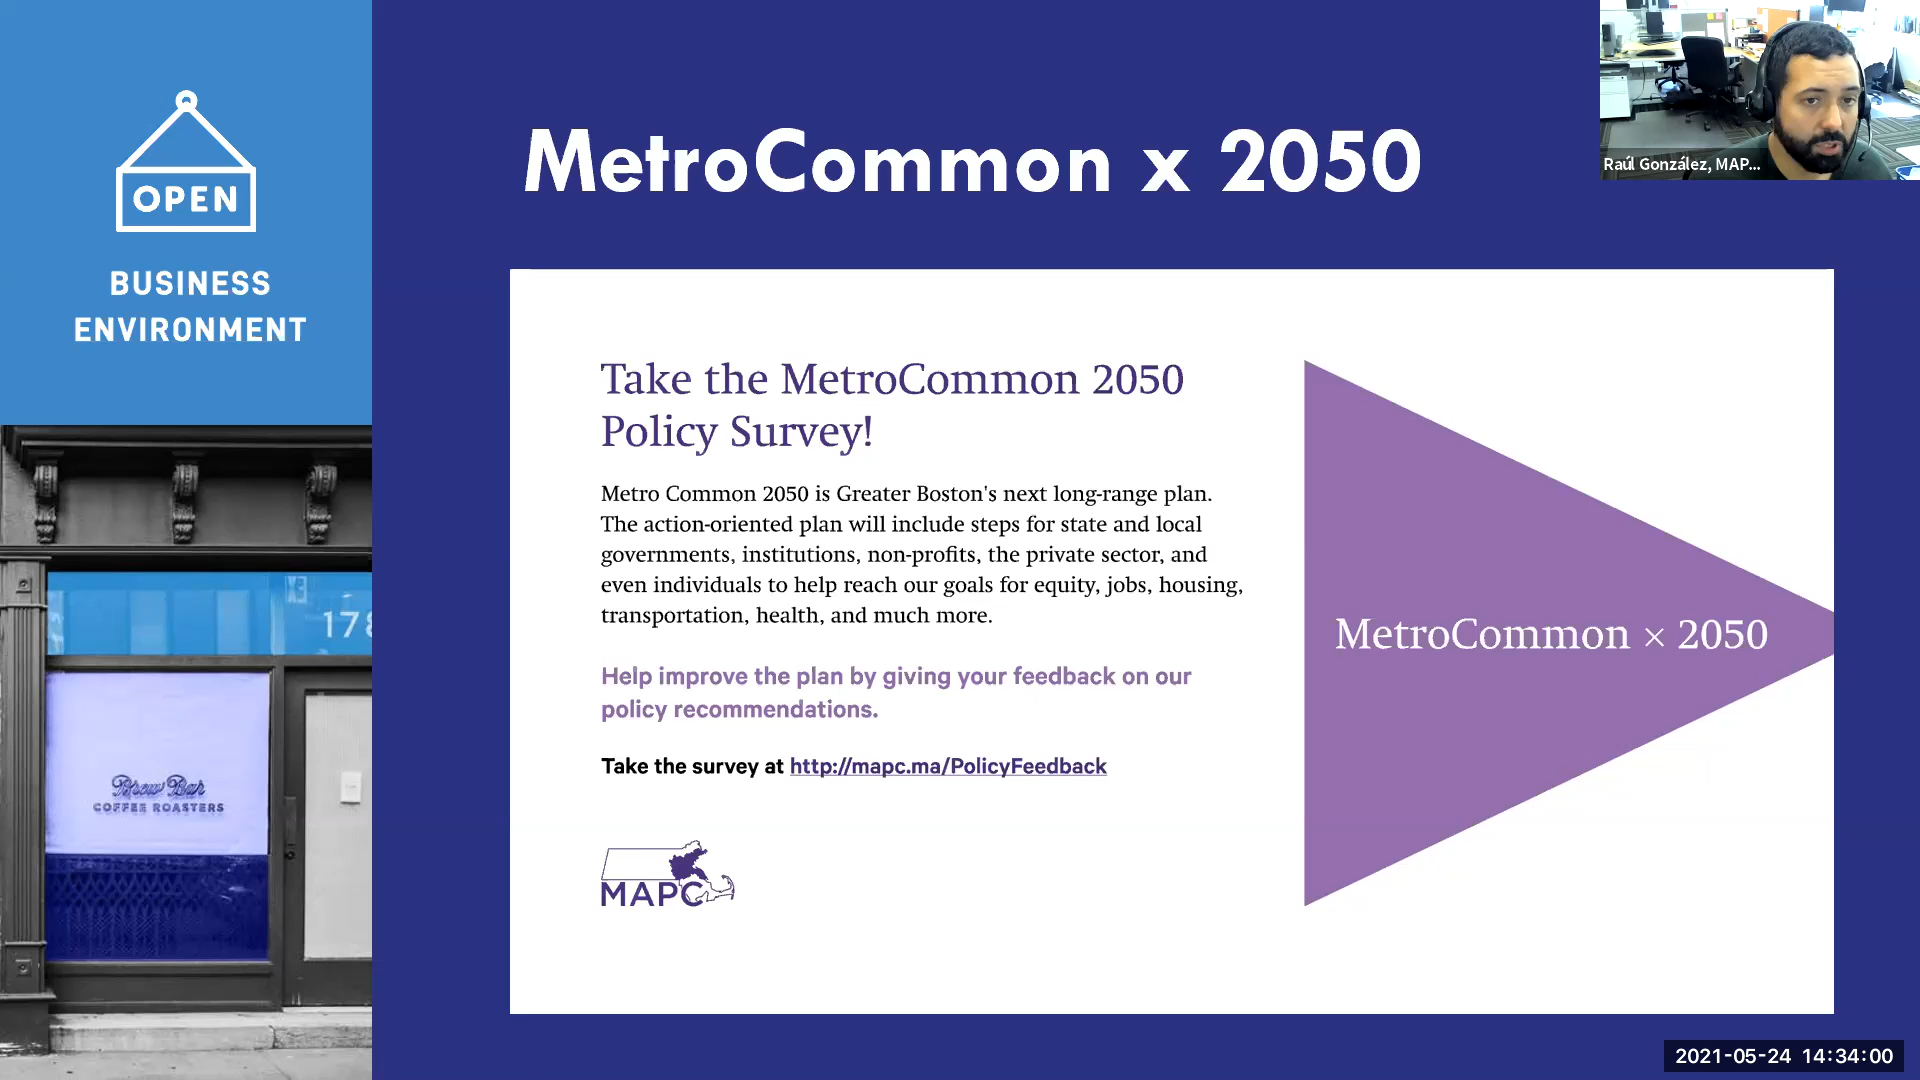 OPEN
BUSINESS
ENVIRONMENT
178
Brew Bar
COFFEE ROASTERS
MetroCommon x 2050
Take the MetroCommon 2050
Policy Survey!
Metro Common 2050 is Greater Boston's next long-range plan.
The action-oriented plan will include steps for state and local
governments, institutions, non-profits, the private sector, and
even individuals to help reach our goals for equity, jobs, housing,
transportation, health, and much more.
Help improve the plan by giving your feedback on our
policy recommendations.
Take the survey at http://mapc.ma/PolicyFeedback
MAPC
MetroCommon × 2050
Raúl González, MAP...
2021-05-24 14:34:00